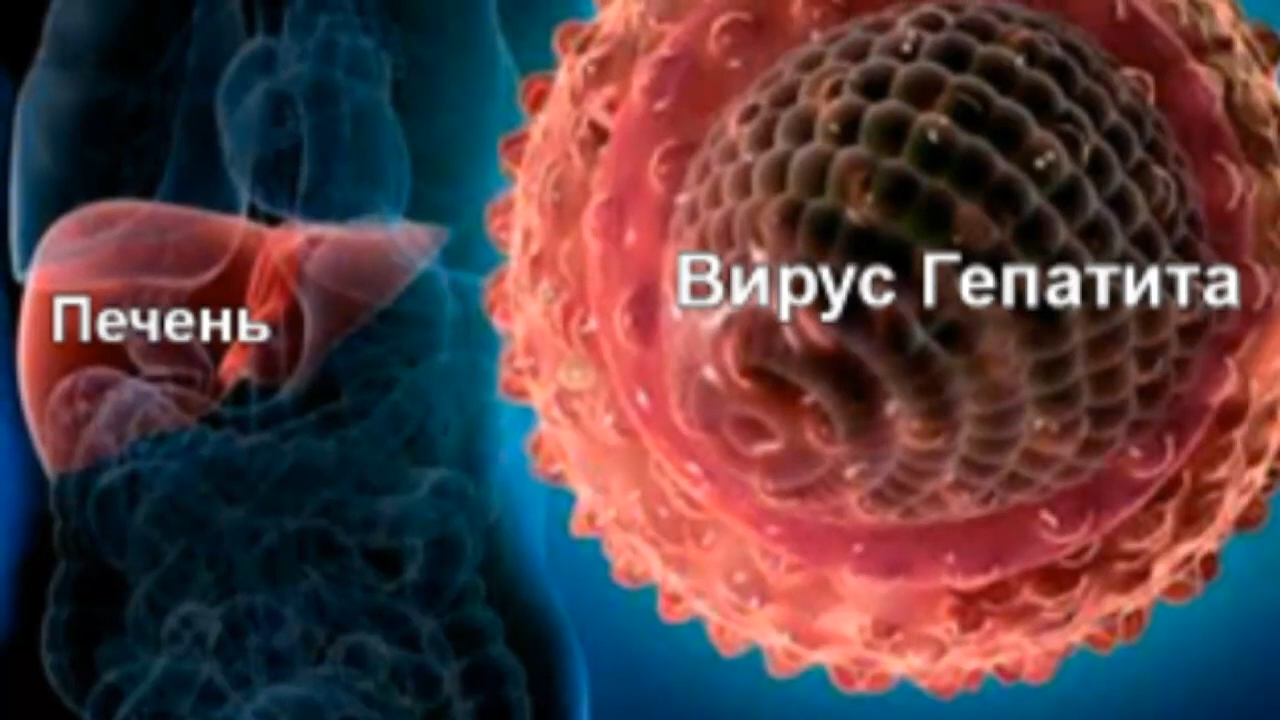 Вирус Гепатита
Печень